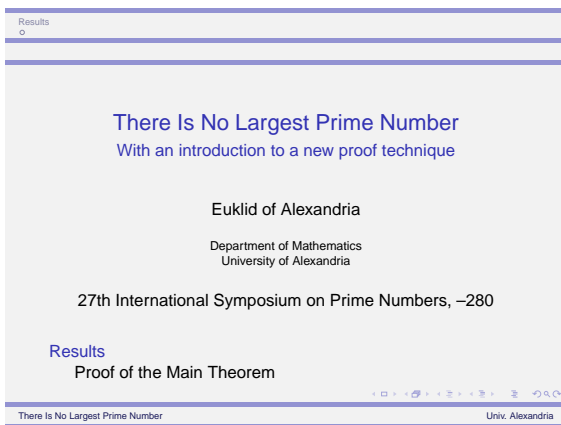 Results
There Is No Largest Prime Number
With an introduction to a new proof technique
Euklid of Alexandria
Department of Mathematics
University of Alexandria
27th International Symposium on Prime Numbers, –280
Results
Proof of the Main Theorem
There Is No Largest Prime Number Univ. Alexandria